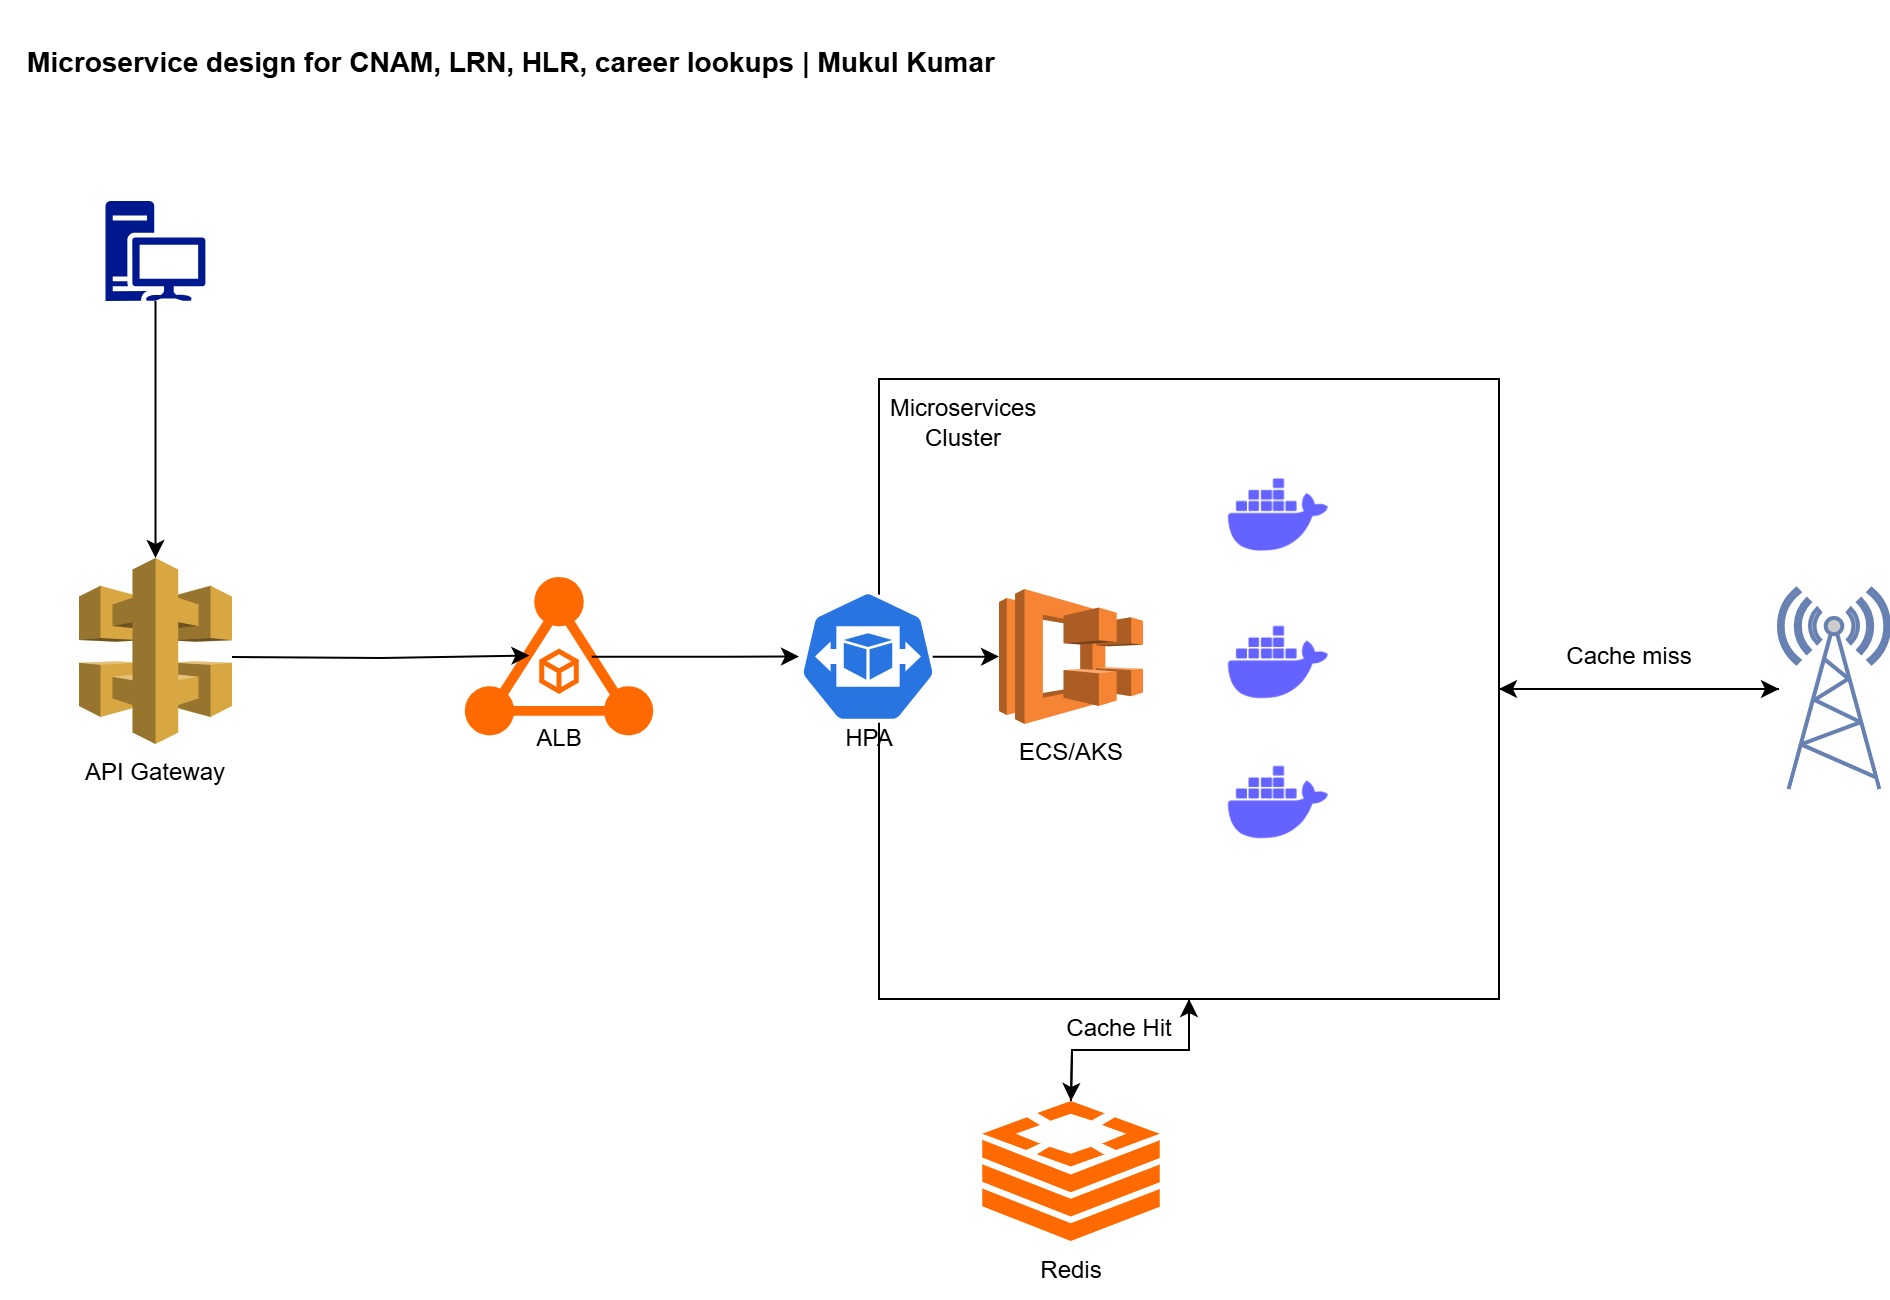 Microservice design for CNAM, LRN, HLR, career lookups | Mukul Kumar
Microservices
Cluster
Cache miss
API Gateway
ALB
HPA
ECS/AKS
Cache Hit
Redis